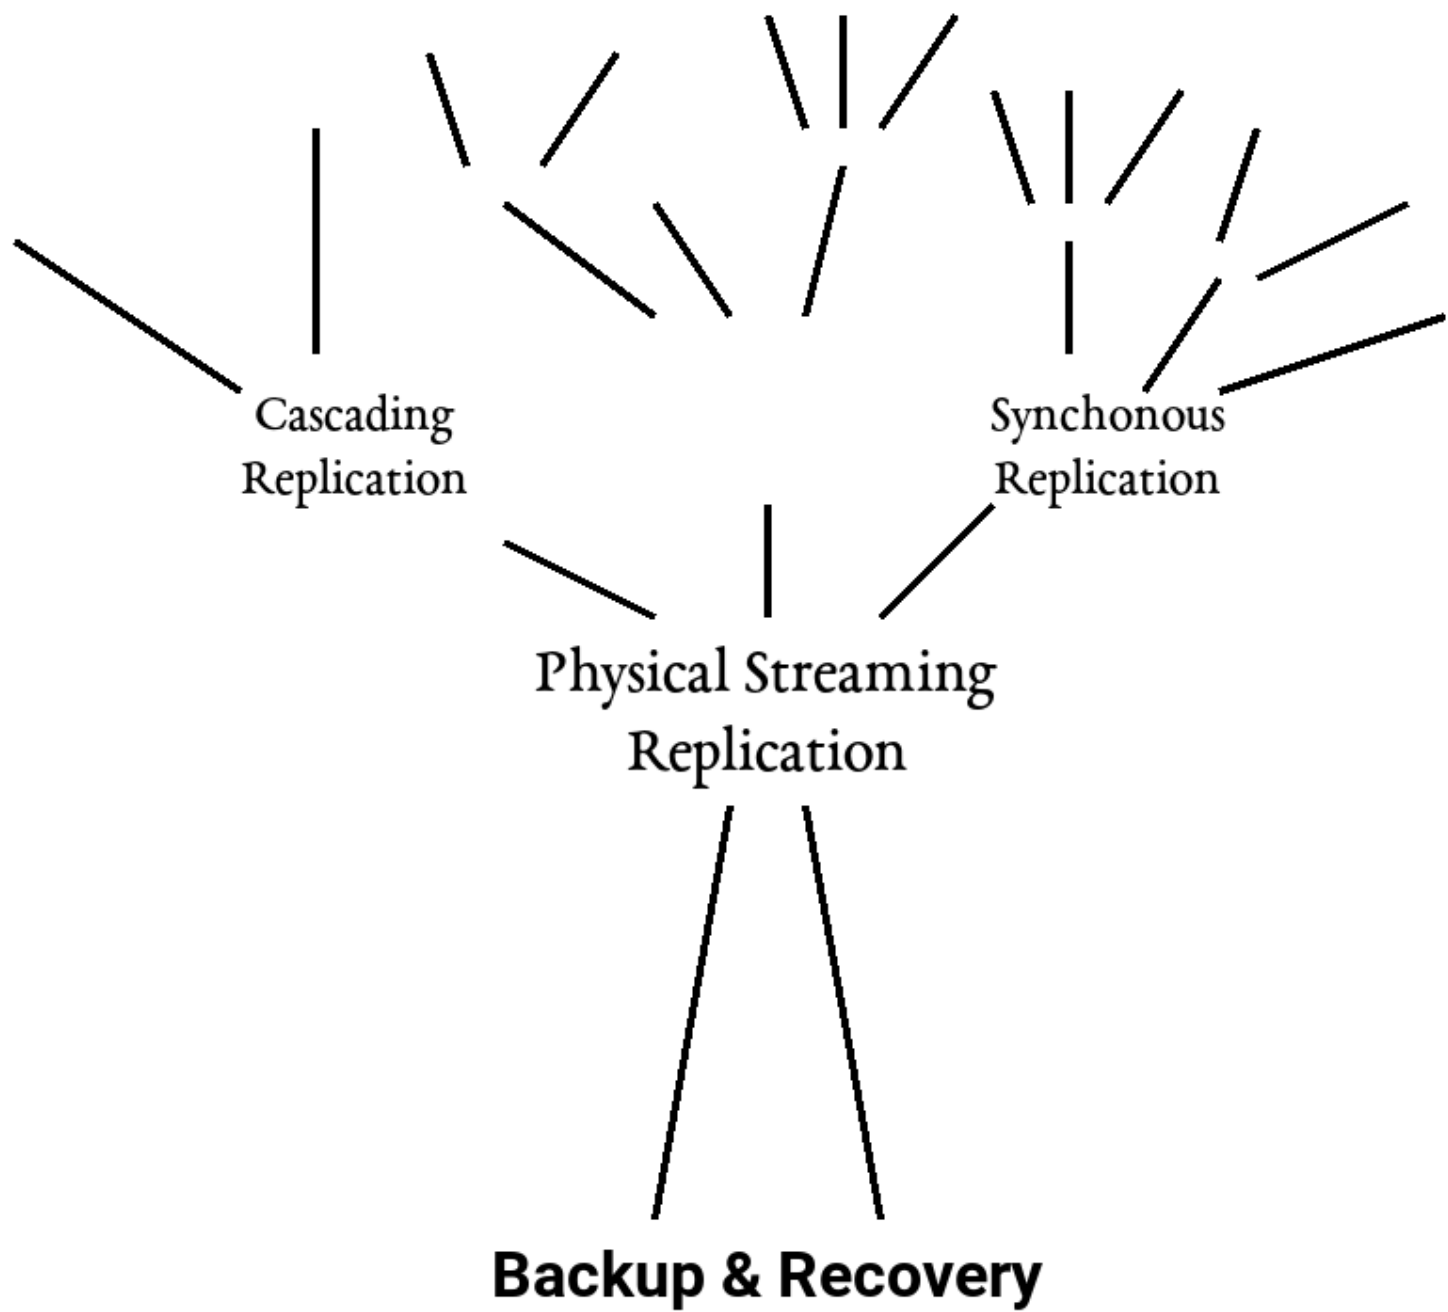 Cascading
Replication
Synchonous
Replication
Physical Streaming
Replication
Backup & Recovery